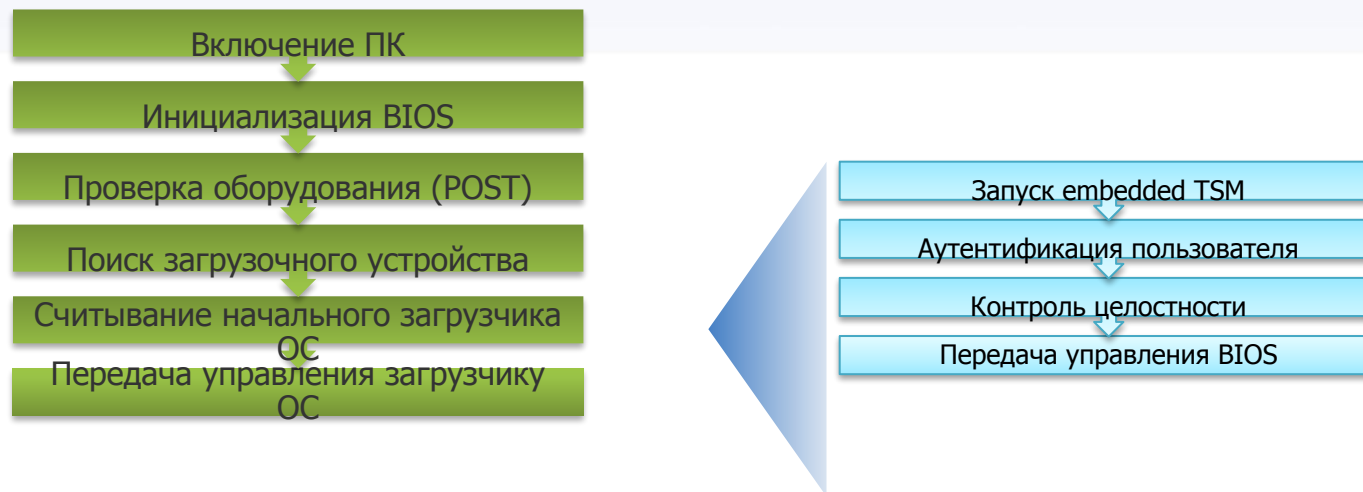 Включение ПК
Инициализация BIOS
Проверка оборудования (POST)
Поиск загрузочного устройства
Считывание начального загрузчика
ОС
Передача управления загрузчику
ОС
Запуск embedded TSM
Аутентификация пользователя
Контроль целостности
Передача управления BIOS